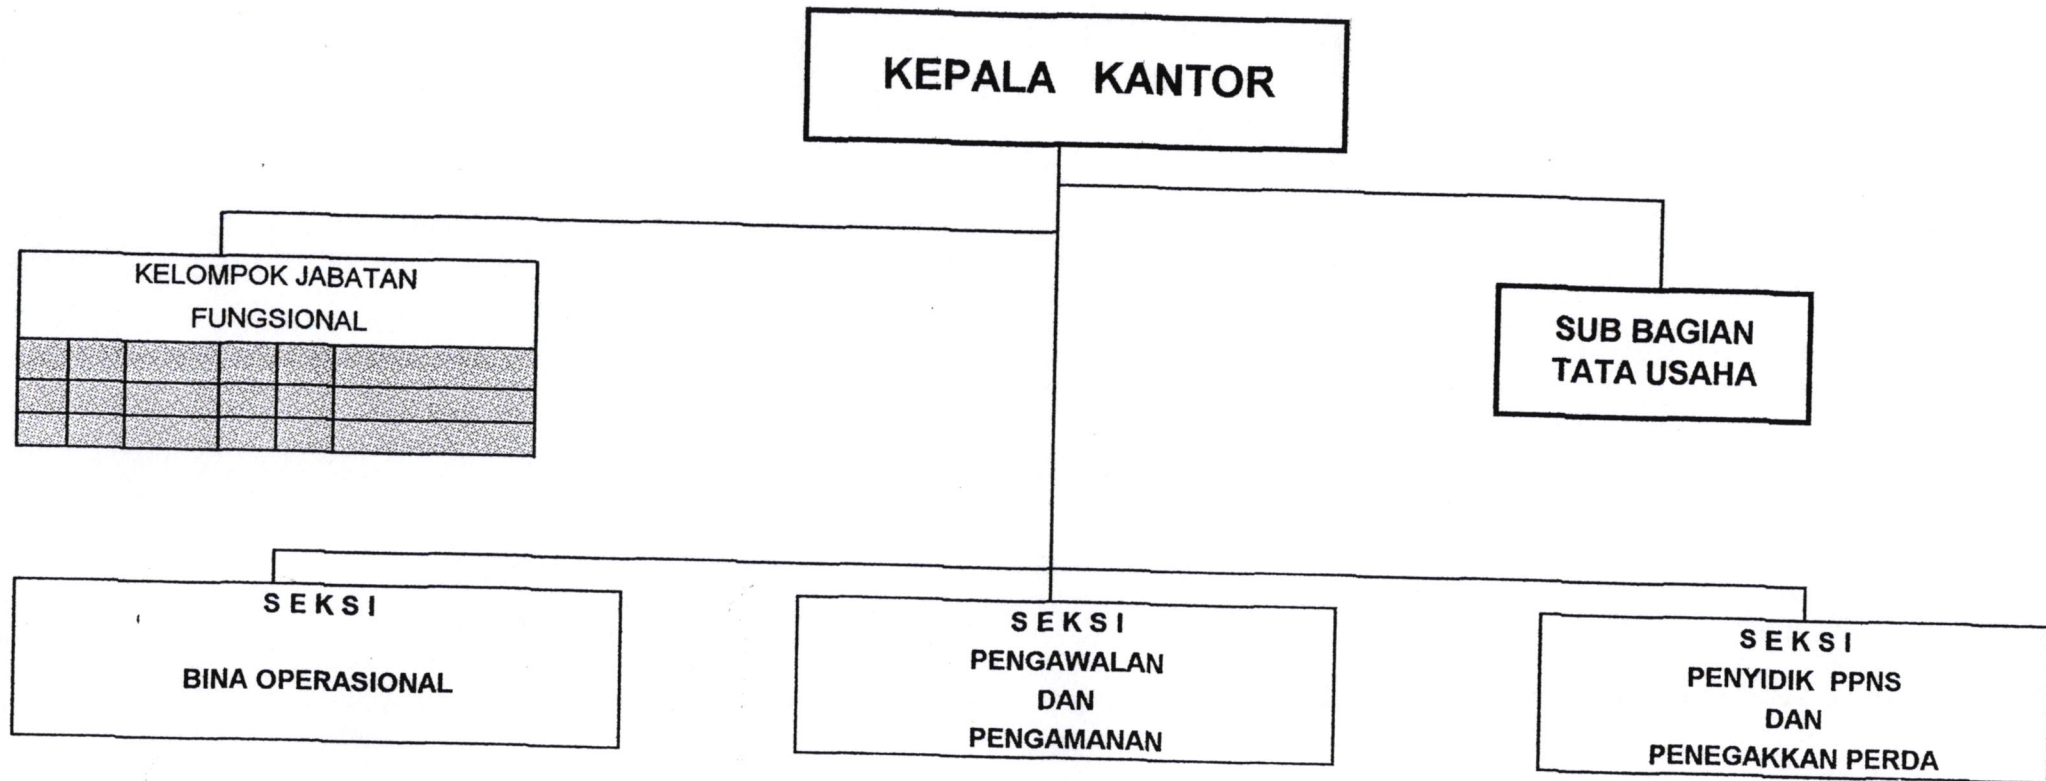 KEPALA KANTOR
KELOMPOK JABATAN
FUNGSIONAL
SUB BAGIAN
TATA USAHA
S E K S I
BINA OPERASIONAL
S E K S I
PENGAWALAN
DAN
PENGAMANAN
S E K S I
PENYIDIK PPNS
DAN
PENEGAKKAN PERDA